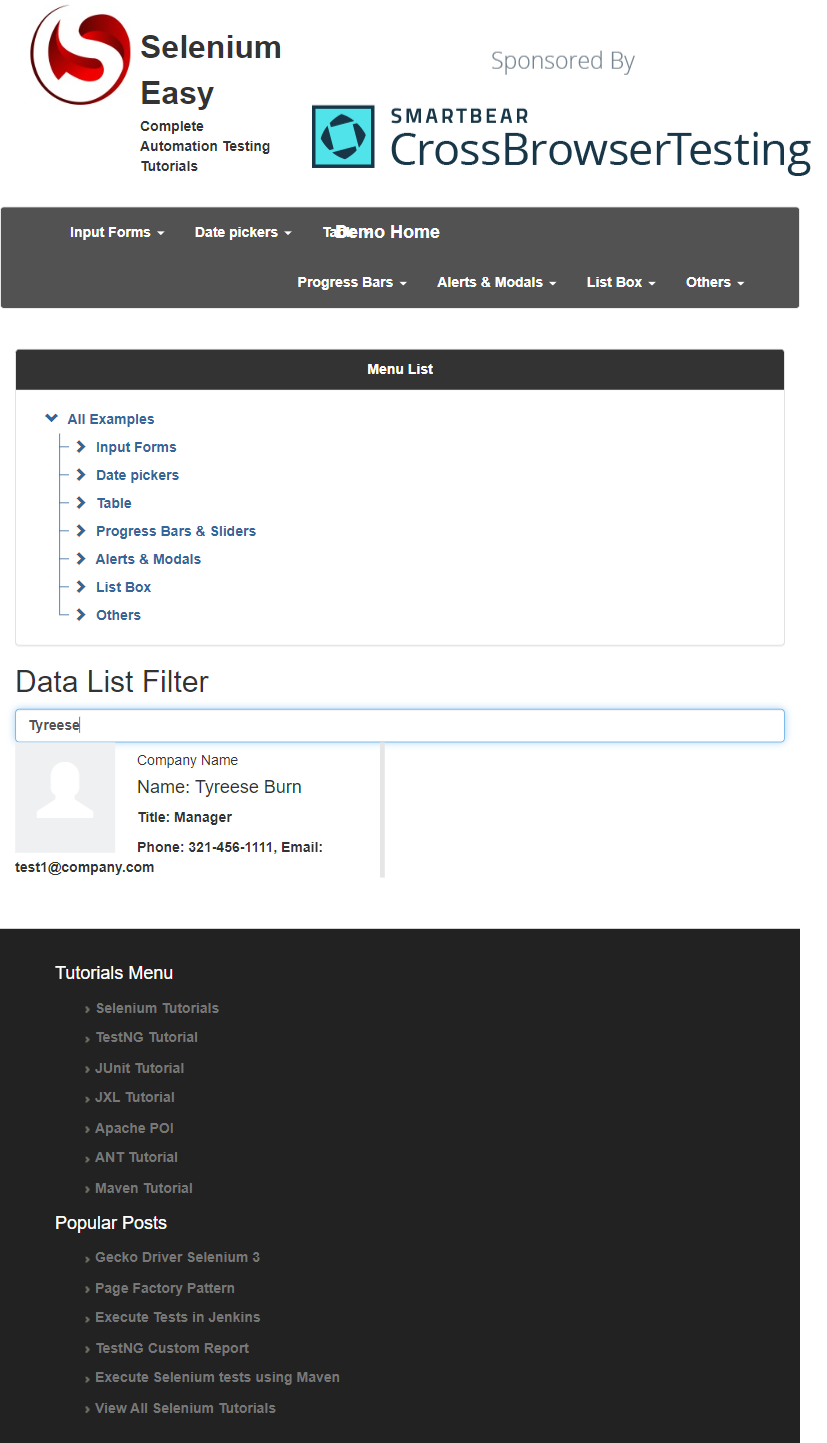 Selenium
Easy
Complete
Automation Testing
Tutorials
Sponsored By
SMARTBEAR
CrossBrowserTesting
Input Forms
Date pickers
Table
Demo Home
Progress Bars
Alerts & Modals
List Box
Others
Menu List
All Examples
Input Forms
Date pickers
Table
Progress Bars & Sliders
Alerts & Modals
List Box
Others
Data List Filter
Tyreese
Company Name
Name: Tyreese Burn
Title: Manager
Phone: 321-456-1111, Email:
test1@company.com
Tutorials Menu
Selenium Tutorials
TestNG Tutorial
JUnit Tutorial
JXL Tutorial
Apache POI
ANT Tutorial
Maven Tutorial
Popular Posts
Gecko Driver Selenium 3
Page Factory Pattern
Execute Tests in Jenkins
TestNG Custom Report
Execute Selenium tests using Maven
View All Selenium Tutorials